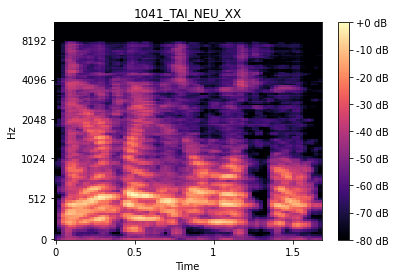 1041_TAI_NEU_XX
+0 dB
8192
-10 dB
4096
-20 dB
-30 dB
2048
Hz
-40 dB
1024
-50 dB
512
-60 dB
-70 dB
0
-80 dB
0
0.5
1
1.5
Time